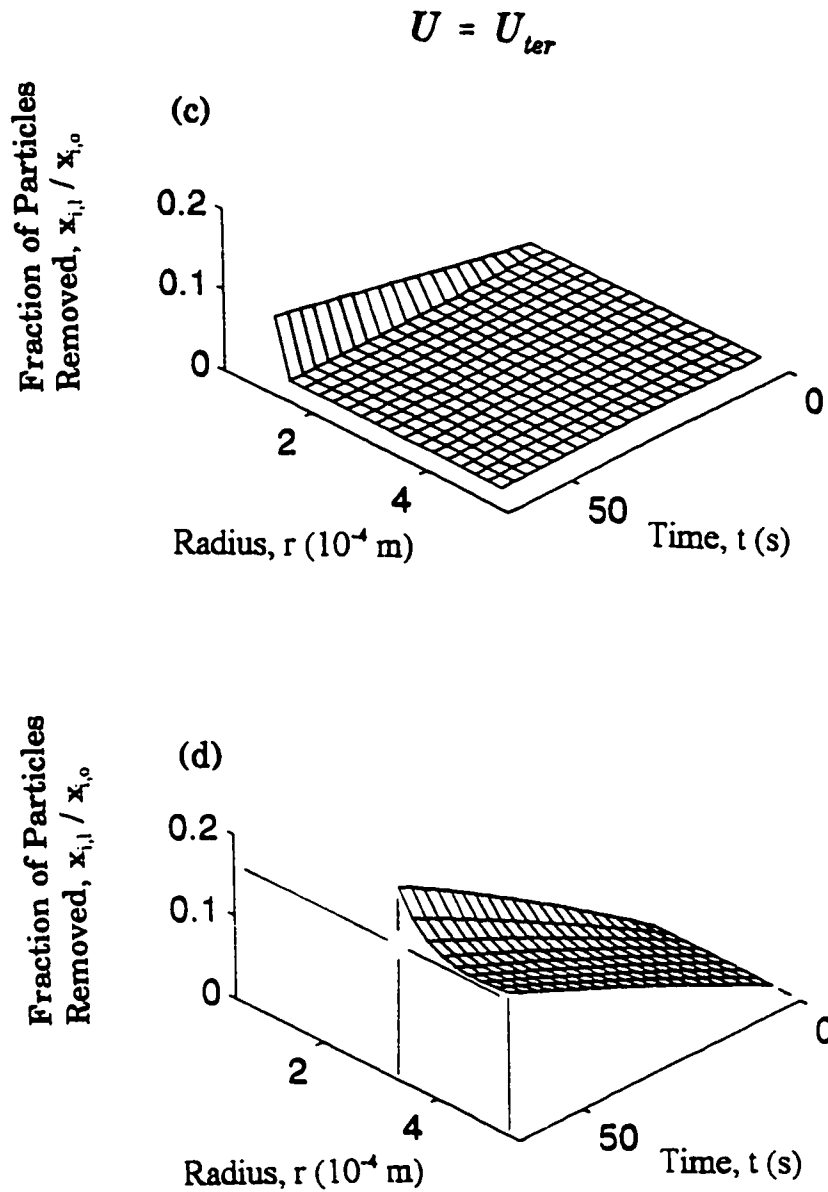 U = U_ter
(c)
Fraction of Particles
Removed, x_i,1 / x_i,o
0.2
0.1
0
2
4
50
0
Radius, r (10⁻⁴ m)
Time, t (s)
(d)
Fraction of Particles
Removed, x_i,1 / x_i,o
0.2
0.1
0
2
4
50
0
Radius, r (10⁻⁴ m)
Time, t (s)